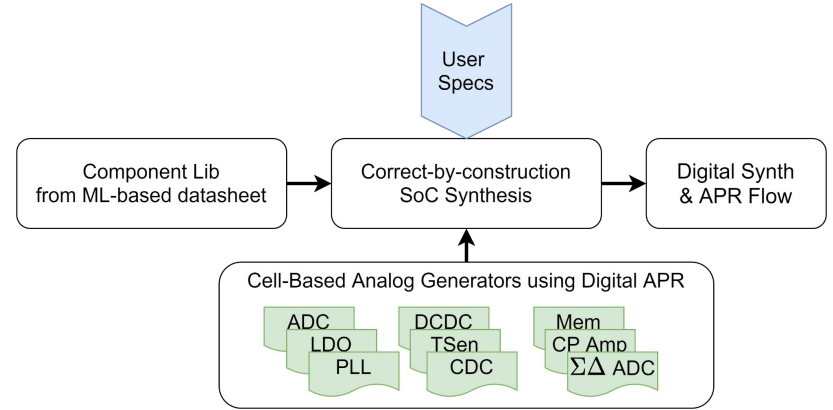 User
Specs
Component Lib
from ML-based datasheet
Correct-by-construction
SoC Synthesis
Digital Synth
& APR Flow
Cell-Based Analog Generators using Digital APR
ADC
LDO
PLL
DCDC
TSen
CDC
Mem
CP Amp
ΣΔ ADC